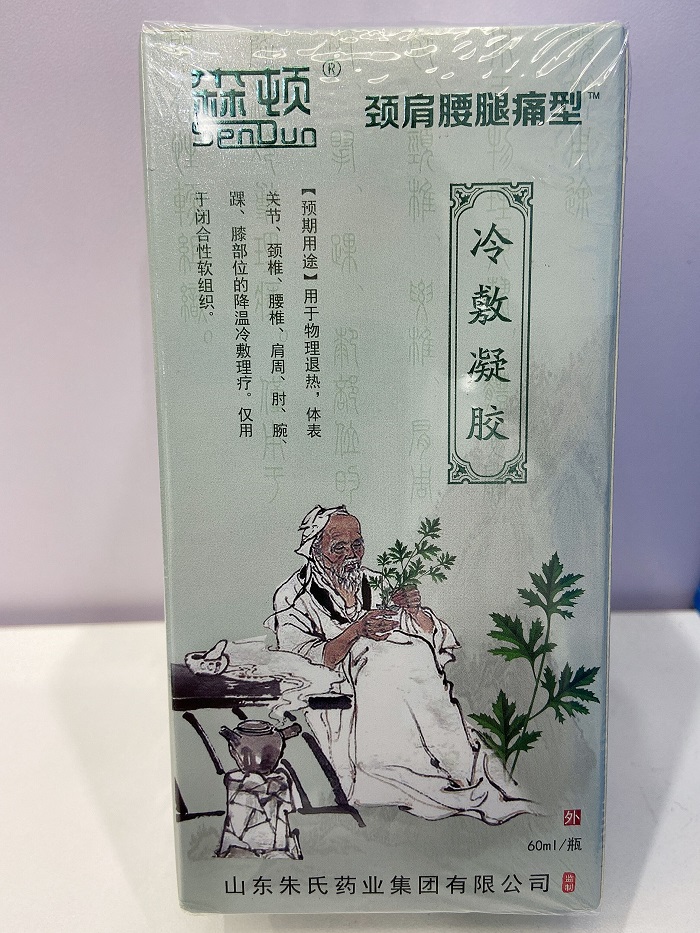 森顿®
SenDun
颈肩腰腿痛型™
冷敷凝胶
【预期用途】用于物理退热，体表
关节、颈椎、腰椎、肩周、肘、腕、
踝、膝部位的降温冷敷理疗。仅用
于闭合性软组织。
外
60ml/瓶
山东朱氏药业集团有限公司
监制